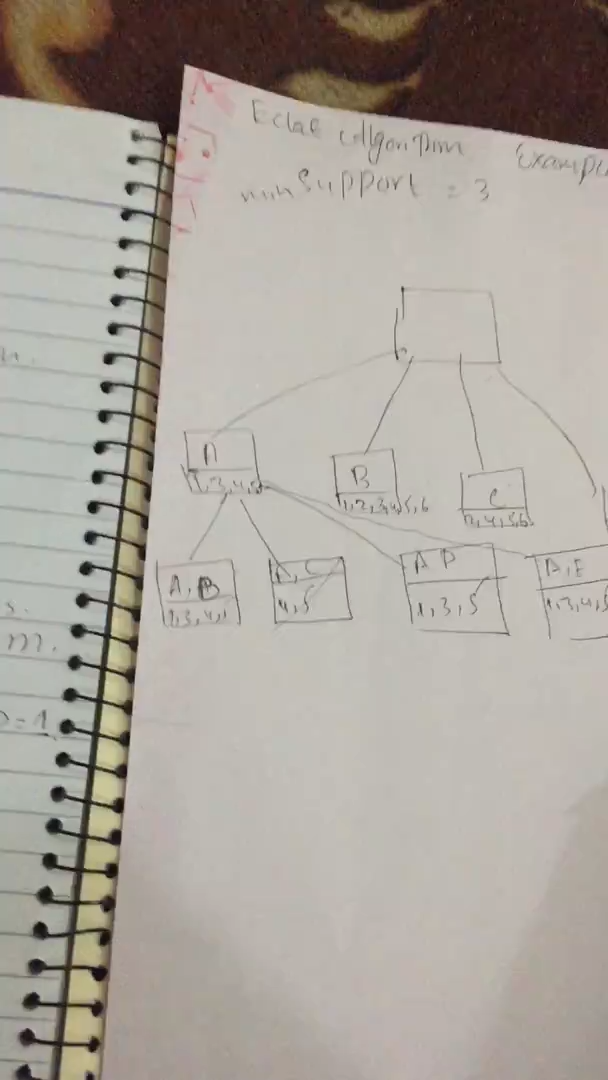 Eclat algorithm Example
min support = 3
A
1,3,4,5
B
1,2,3,4,5,6
C
2,4,5,6
A,B
1,3,4,5
A,C
4,5
A D
1,3,5
A,E
1,3,4,5
m.
=1